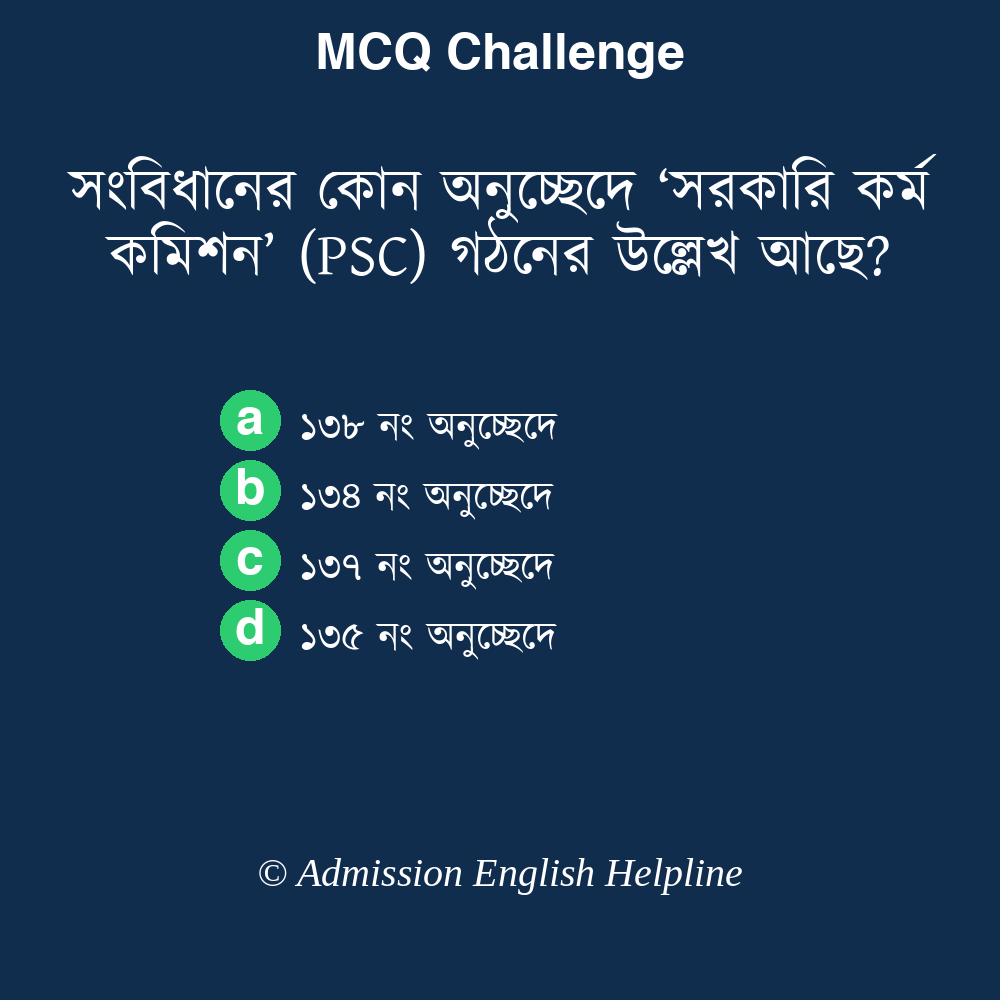 MCQ Challenge
সংবিধানের কোন অনুচ্ছেদে ‘সরকারি কর্ম
কমিশন’ (PSC) গঠনের উল্লেখ আছে?
a ১৩৮ নং অনুচ্ছেদে
b ১৩৪ নং অনুচ্ছেদে
c ১৩৭ নং অনুচ্ছেদে
d ১৩৫ নং অনুচ্ছেদে
© Admission English Helpline